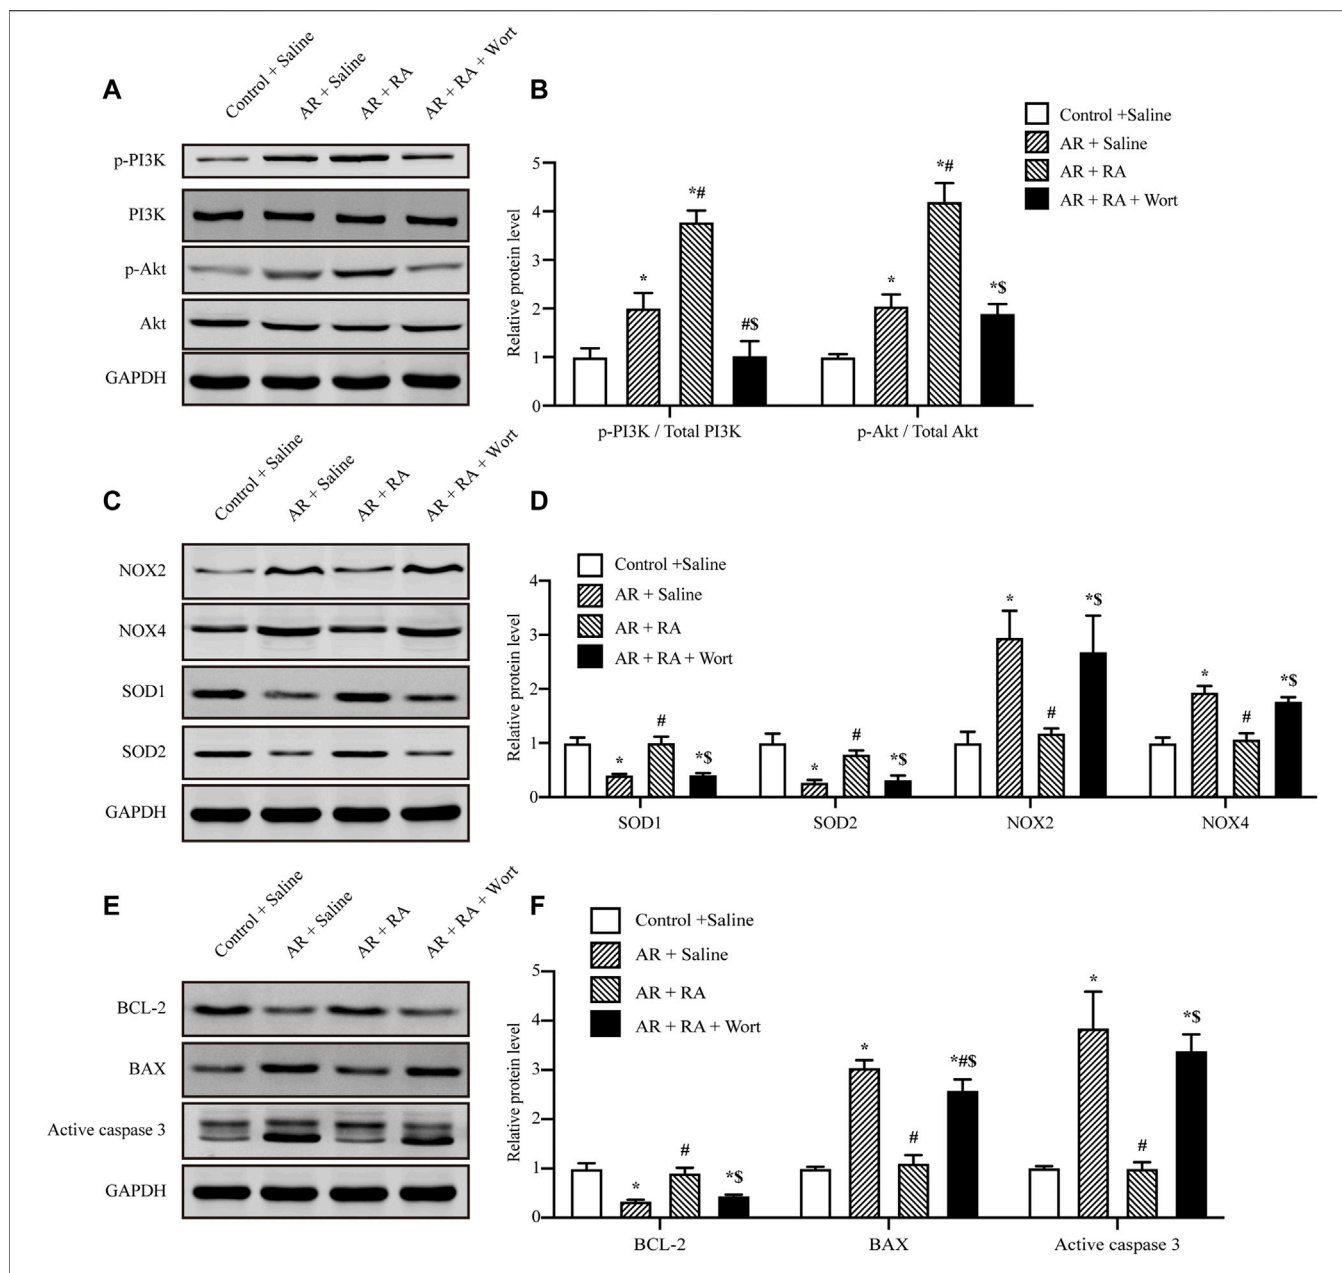 A
Control + Saline
AR + Saline
AR + RA
AR + RA + Wort
p-PI3K
PI3K
p-Akt
Akt
GAPDH
B
Control +Saline
AR + Saline
AR + RA
AR + RA + Wort
Relative protein level
5
4
3
2
1
0
*
*#
#$
*
*#
*$
p-PI3K / Total PI3K
p-Akt / Total Akt
C
Control + Saline
AR + Saline
AR + RA
AR + RA + Wort
NOX2
NOX4
SOD1
SOD2
GAPDH
D
Control +Saline
AR + Saline
AR + RA
AR + RA + Wort
Relative protein level
4
3
2
1
0
*
#
*$
*
#
*$
*
#
*$
*
#
*$
SOD1
SOD2
NOX2
NOX4
E
Control + Saline
AR + Saline
AR + RA
AR + RA + Wort
BCL-2
BAX
Active caspase 3
GAPDH
F
Control +Saline
AR + Saline
AR + RA
AR + RA + Wort
Relative protein level
5
4
3
2
1
0
*
#
*$
*
#
*#$
*
#
*$
BCL-2
BAX
Active caspase 3